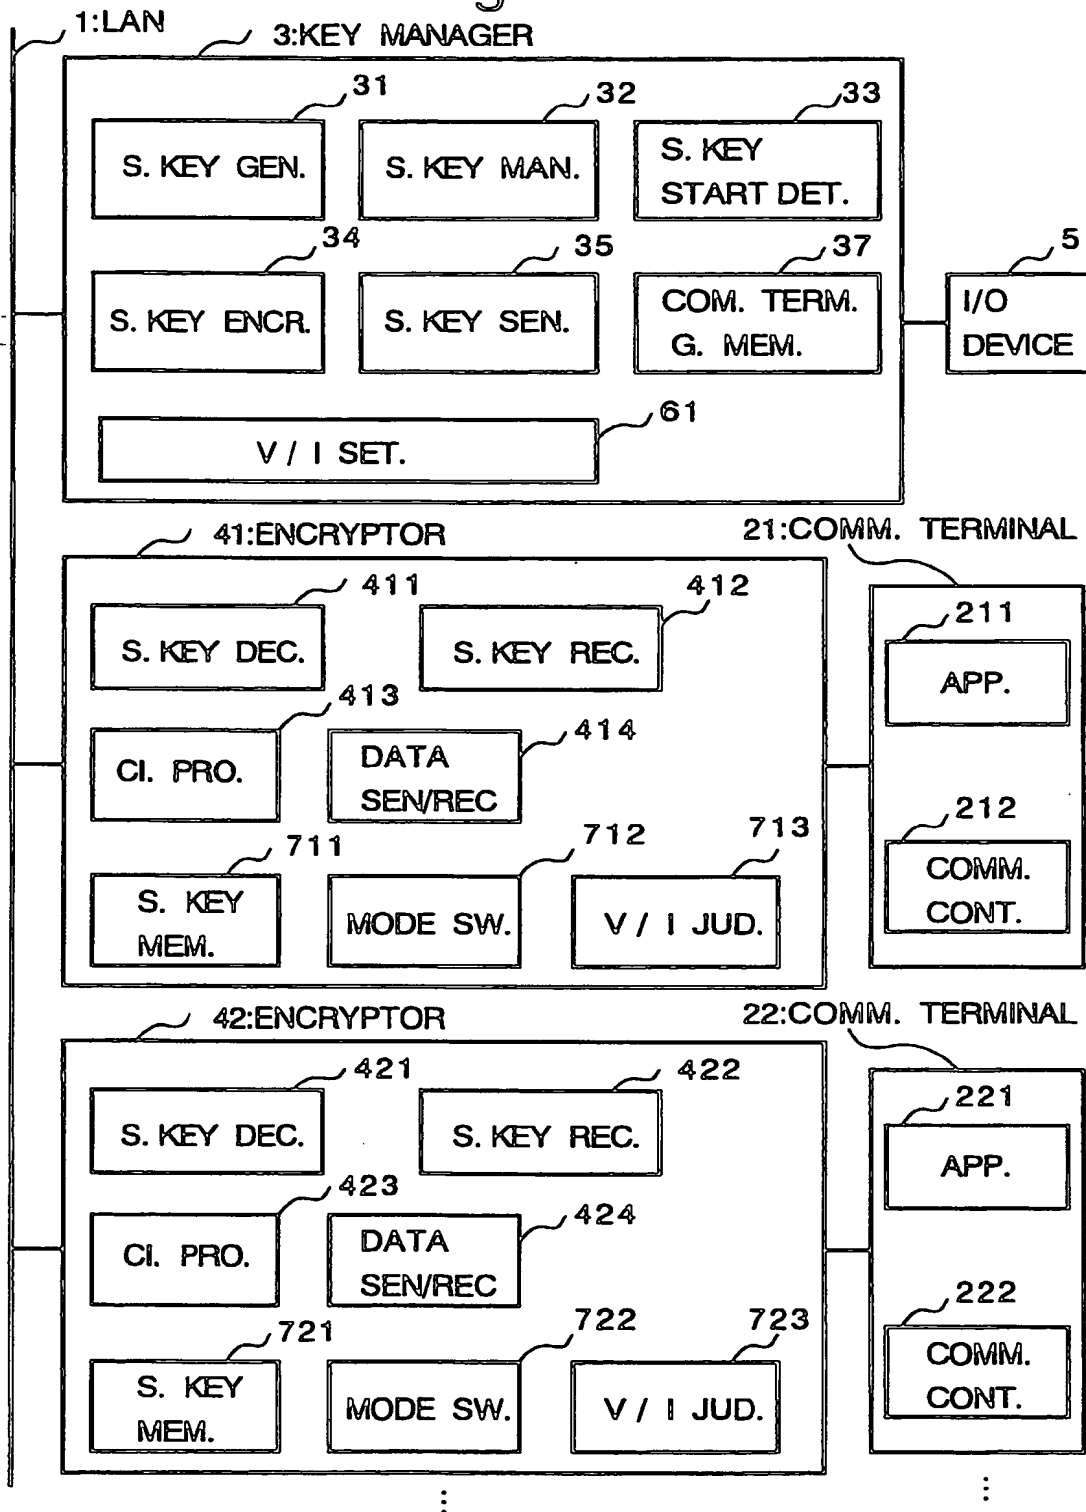 1:LAN
3:KEY MANAGER
31
32
33
S. KEY GEN.
S. KEY MAN.
S. KEY
START DET.
34
35
37
5
S. KEY ENCR.
S. KEY SEN.
COM. TERM.
G. MEM.
I/O
DEVICE
61
V / I SET.
41:ENCRYPTOR
21:COMM. TERMINAL
411
412
211
S. KEY DEC.
S. KEY REC.
APP.
413
414
CI. PRO.
DATA
SEN/REC
212
711
712
713
S. KEY
MEM.
MODE SW.
V / I JUD.
COMM.
CONT.
42:ENCRYPTOR
22:COMM. TERMINAL
421
422
221
S. KEY DEC.
S. KEY REC.
APP.
423
424
CI. PRO.
DATA
SEN/REC
222
721
722
723
S. KEY
MEM.
MODE SW.
V / I JUD.
COMM.
CONT.